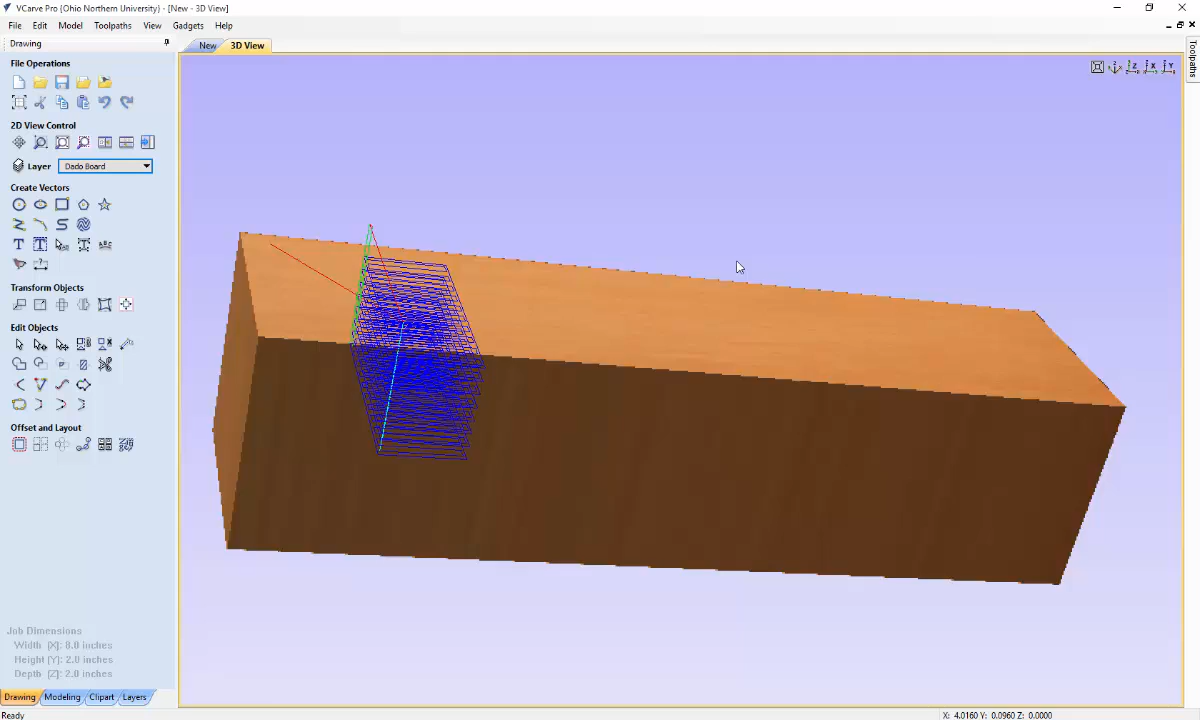 VCarve Pro {Ohio Northern University} - [New - 3D View]
File Edit Model Toolpaths View Gadgets Help
Drawing
New 3D View
Toolpaths
File Operations
2D View Control
Layer Dado Board
Create Vectors
Transform Objects
Edit Objects
Offset and Layout
Job Dimensions
Width [X]: 8.0 inches
Height [Y]: 2.0 inches
Depth [Z]: 2.0 inches
Drawing Modeling Clipart Layers
Ready X: 4.0160 Y: 0.0960 Z: 0.0000